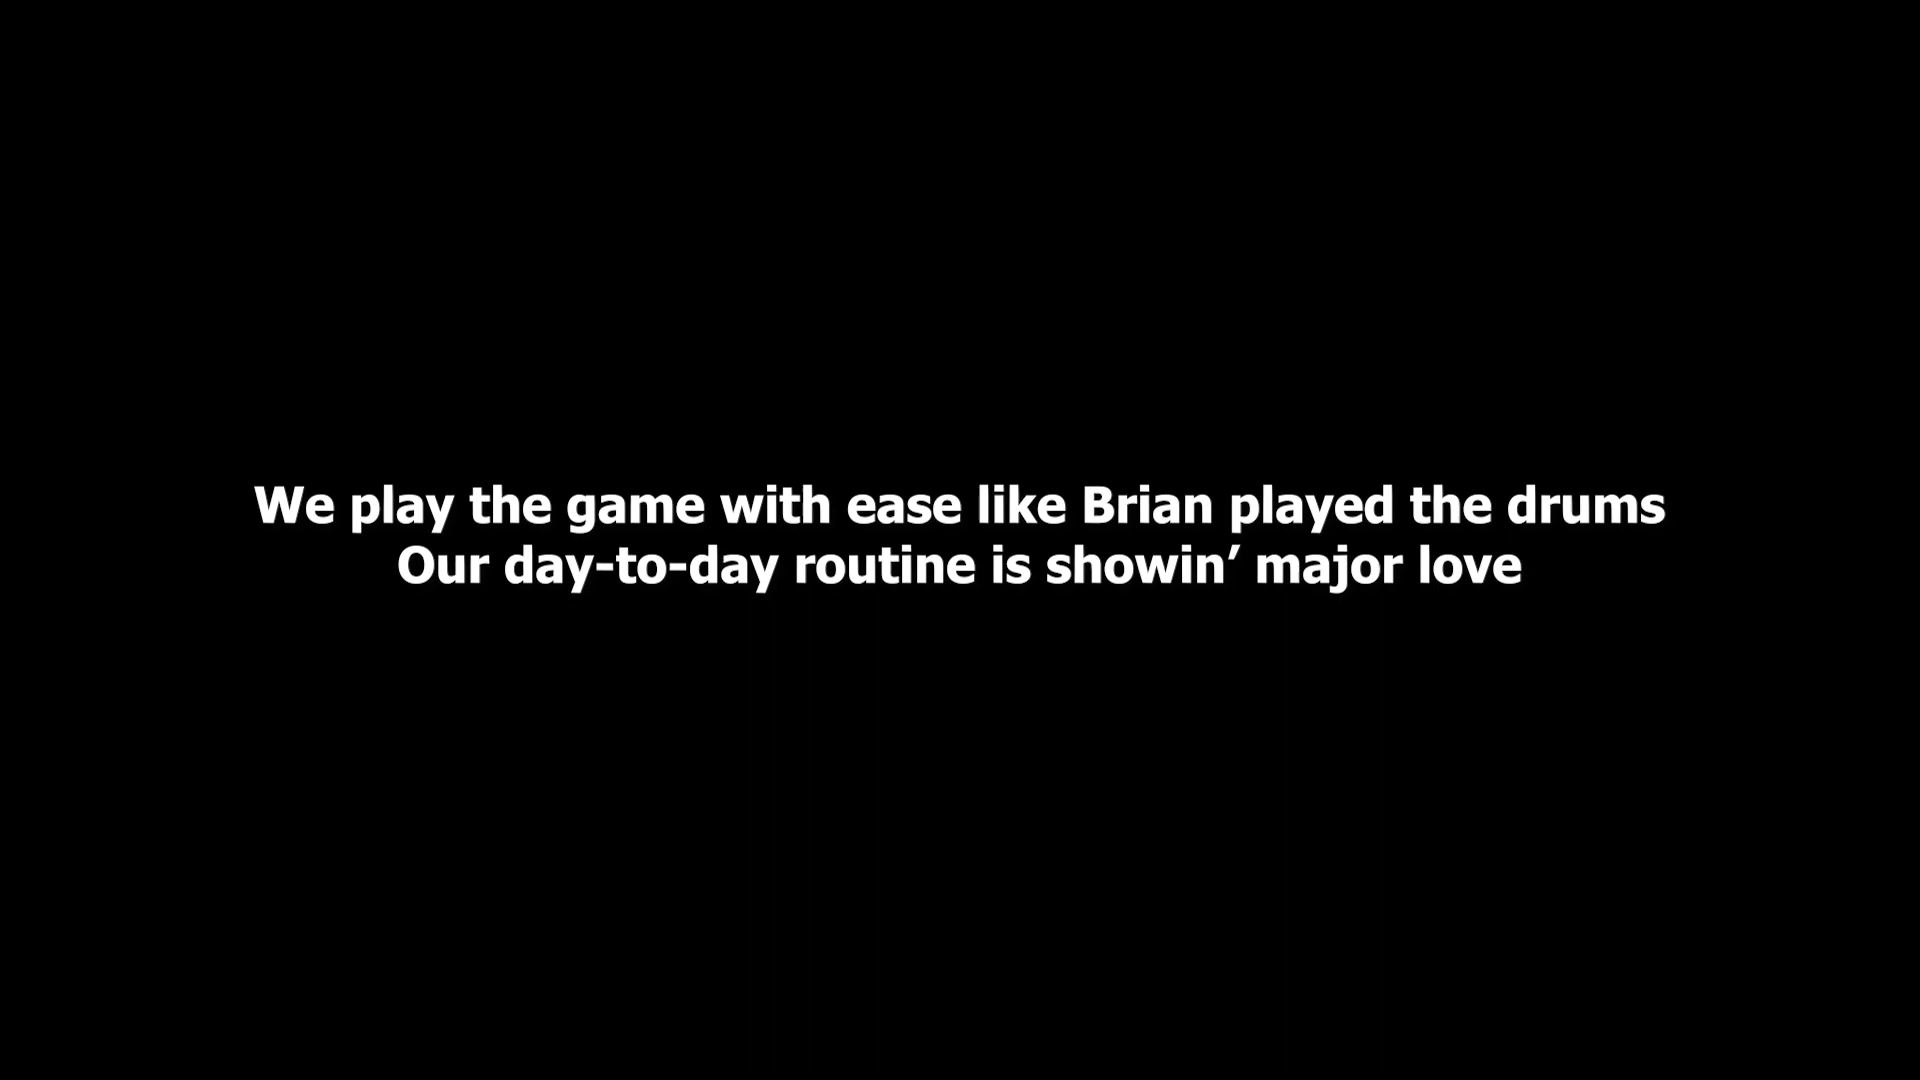 We play the game with ease like Brian played the drums
Our day-to-day routine is showin’ major love